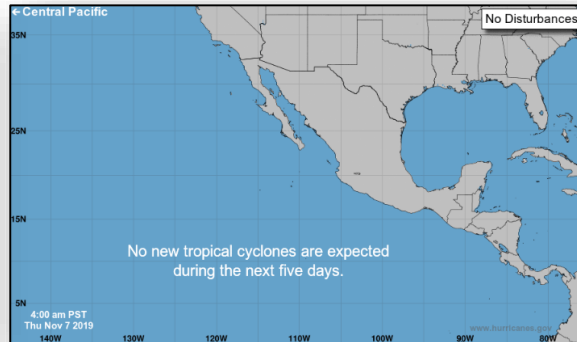 ← Central Pacific
No Disturbances
35N
25N
15N
No new tropical cyclones are expected
during the next five days.
5N
4:00 am PST
Thu Nov 7 2019
www.hurricanes.gov
140W 130W 120W 110W 100W 90W 80W